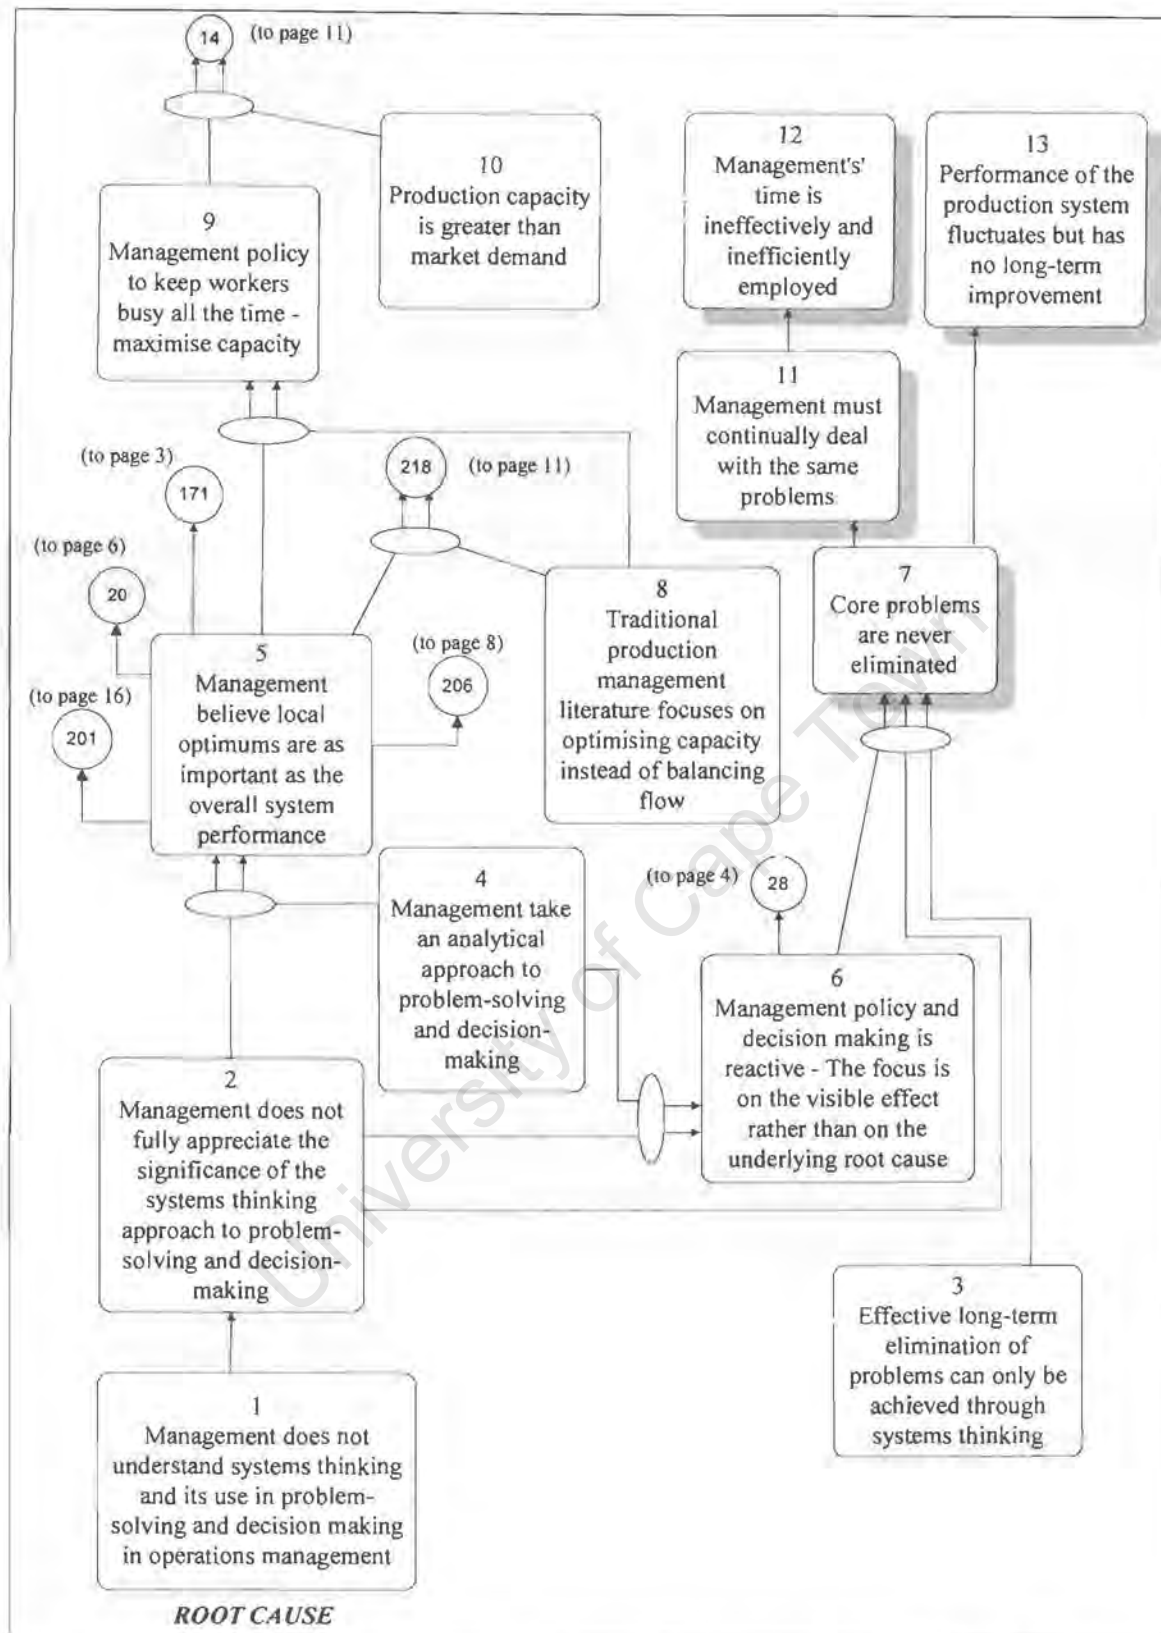 14
(to page 11)
12
Management's'
time is
ineffectively and
inefficiently
employed
13
Performance of the
production system
fluctuates but has
no long-term
improvement
10
Production capacity
is greater than
market demand
9
Management policy
to keep workers
busy all the time -
maximise capacity
11
Management must
continually deal
with the same
problems
(to page 3)
171
218
(to page 11)
(to page 6)
20
8
Traditional
production
management
literature focuses on
optimising capacity
instead of balancing
flow
7
Core problems
are never
eliminated
(to page 16)
201
5
Management
believe local
optimums are as
important as the
overall system
performance
(to page 8)
206
4
Management take
an analytical
approach to
problem-solving
and decision-
making
(to page 4)
28
6
Management policy and
decision making is
reactive - The focus is
on the visible effect
rather than on the
underlying root cause
2
Management does not
fully appreciate the
significance of the
systems thinking
approach to problem-
solving and decision-
making
3
Effective long-term
elimination of
problems can only be
achieved through
systems thinking
1
Management does not
understand systems thinking
and its use in problem-
solving and decision making
in operations management
ROOT CAUSE
University of Cape Town